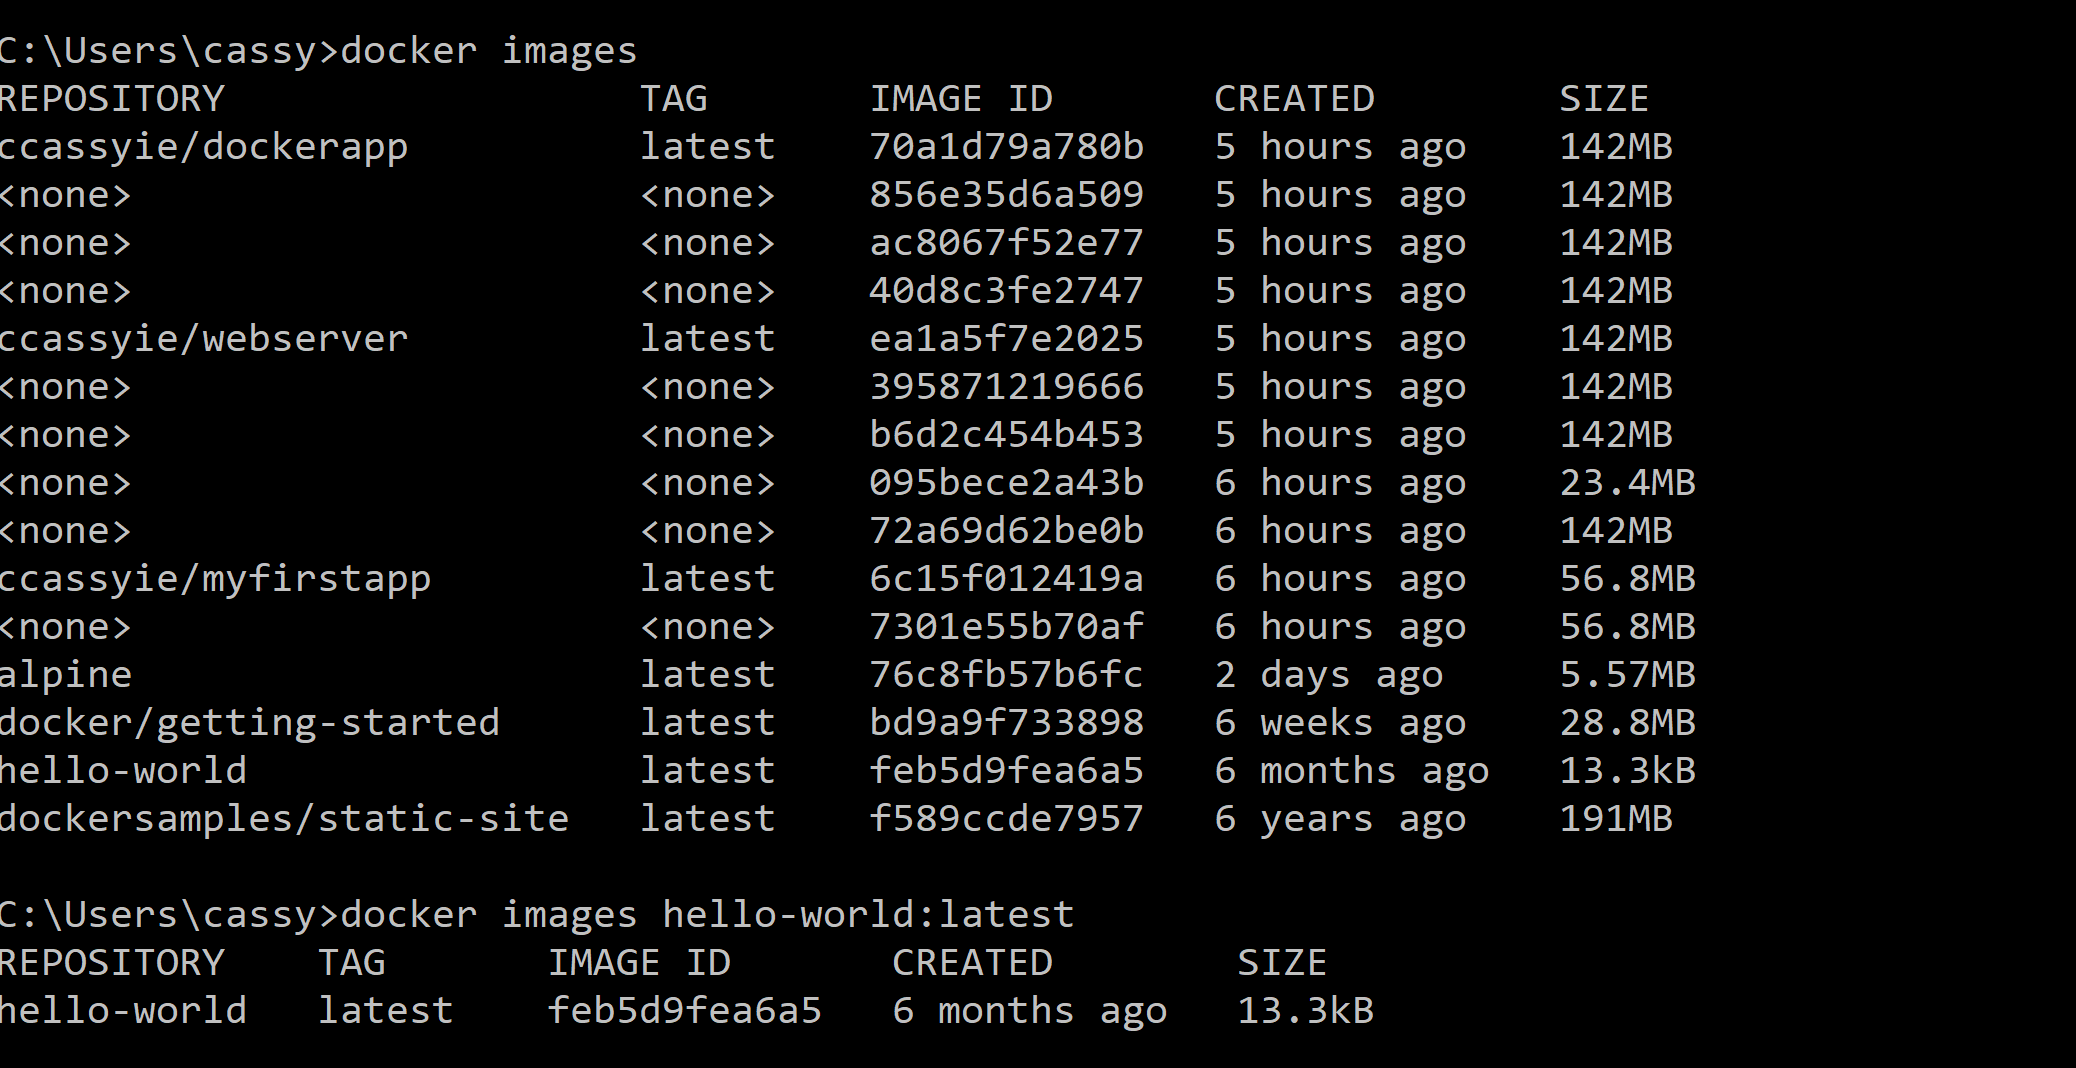 C:\Users\cassy>docker images
REPOSITORY TAG IMAGE ID CREATED SIZE
ccassyie/dockerapp latest 70a1d79a780b 5 hours ago 142MB
<none> <none> 856e35d6a509 5 hours ago 142MB
<none> <none> ac8067f52e77 5 hours ago 142MB
<none> <none> 40d8c3fe2747 5 hours ago 142MB
ccassyie/webserver latest ea1a5f7e2025 5 hours ago 142MB
<none> <none> 395871219666 5 hours ago 142MB
<none> <none> b6d2c454b453 5 hours ago 142MB
<none> <none> 095bece2a43b 6 hours ago 23.4MB
<none> <none> 72a69d62be0b 6 hours ago 142MB
ccassyie/myfirstapp latest 6c15f012419a 6 hours ago 56.8MB
<none> <none> 7301e55b70af 6 hours ago 56.8MB
alpine latest 76c8fb57b6fc 2 days ago 5.57MB
docker/getting-started latest bd9a9f733898 6 weeks ago 28.8MB
hello-world latest feb5d9fea6a5 6 months ago 13.3kB
dockersamples/static-site latest f589ccde7957 6 years ago 191MB
C:\Users\cassy>docker images hello-world:latest
REPOSITORY TAG IMAGE ID CREATED SIZE
hello-world latest feb5d9fea6a5 6 months ago 13.3kB